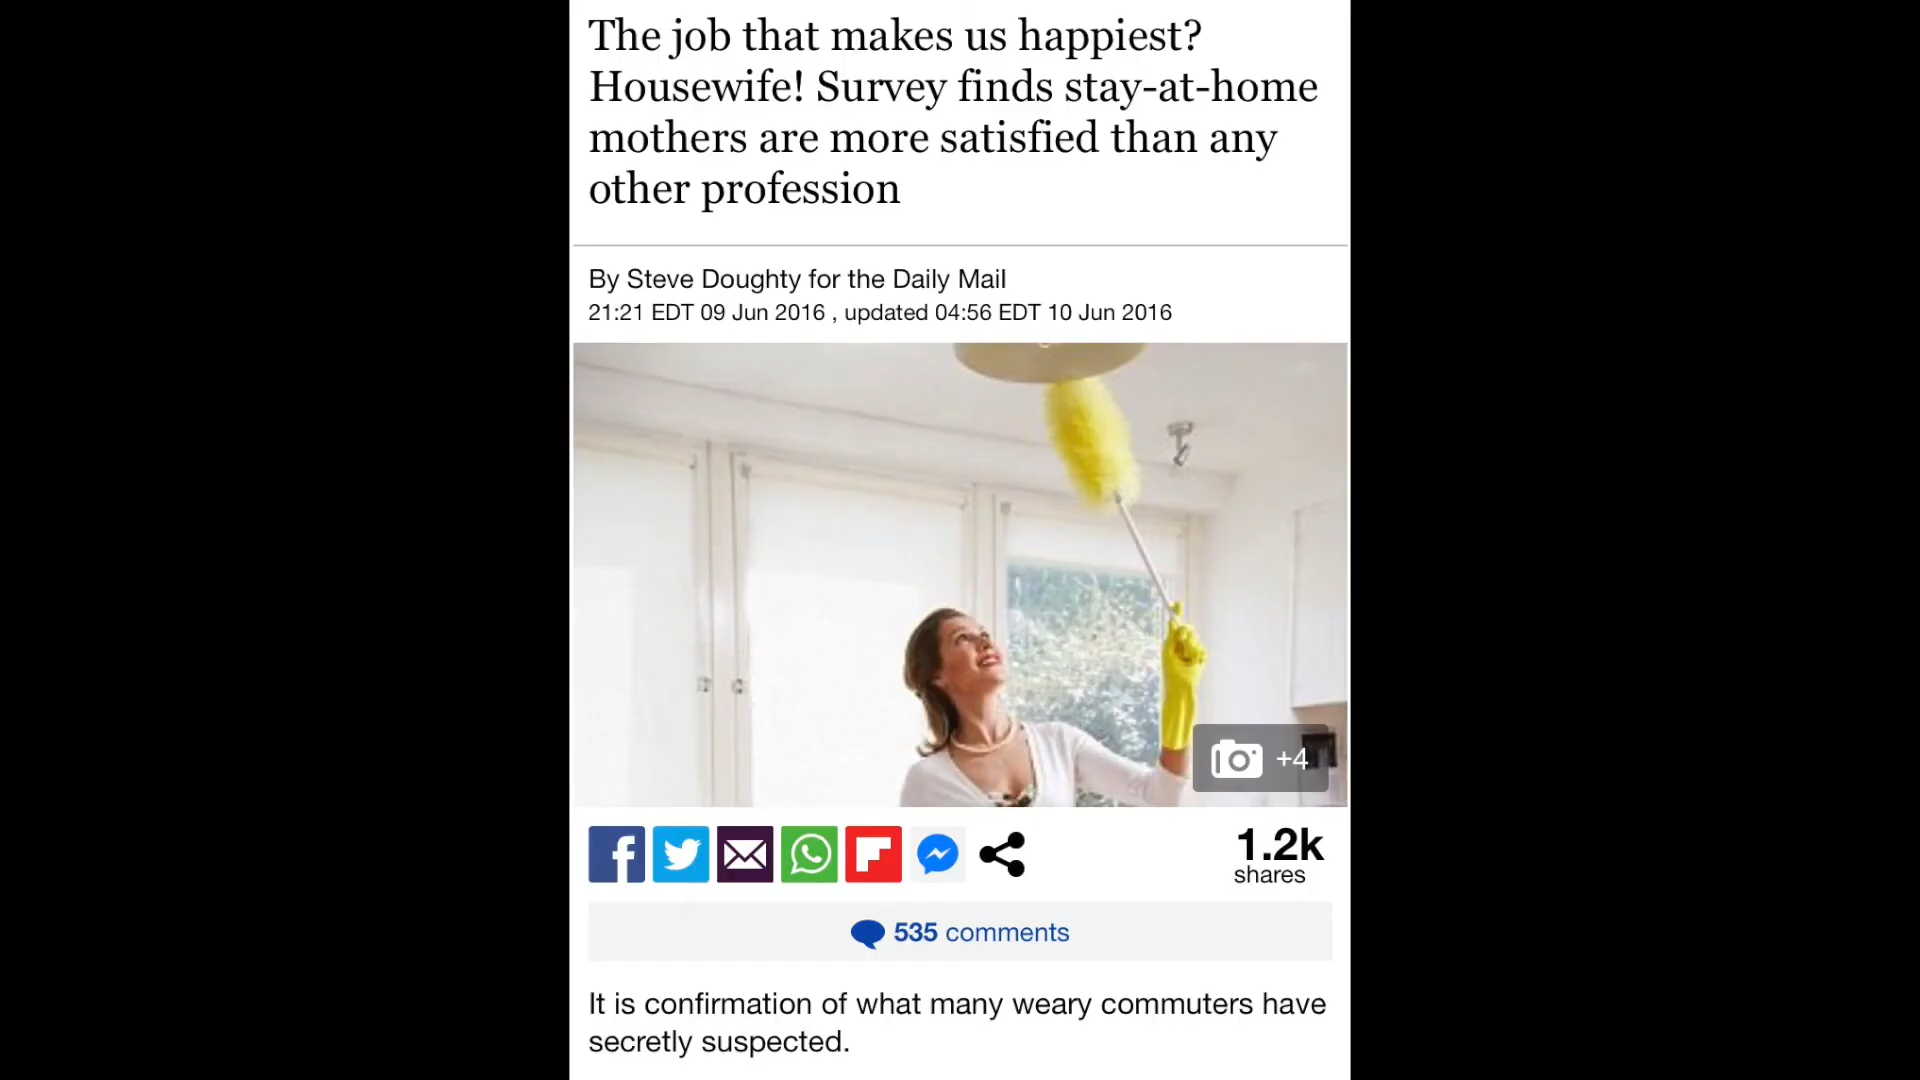 The job that makes us happiest?
Housewife! Survey finds stay-at-home
mothers are more satisfied than any
other profession
By Steve Doughty for the Daily Mail
21:21 EDT 09 Jun 2016 , updated 04:56 EDT 10 Jun 2016
+4
1.2k
shares
535 comments
It is confirmation of what many weary commuters have
secretly suspected.